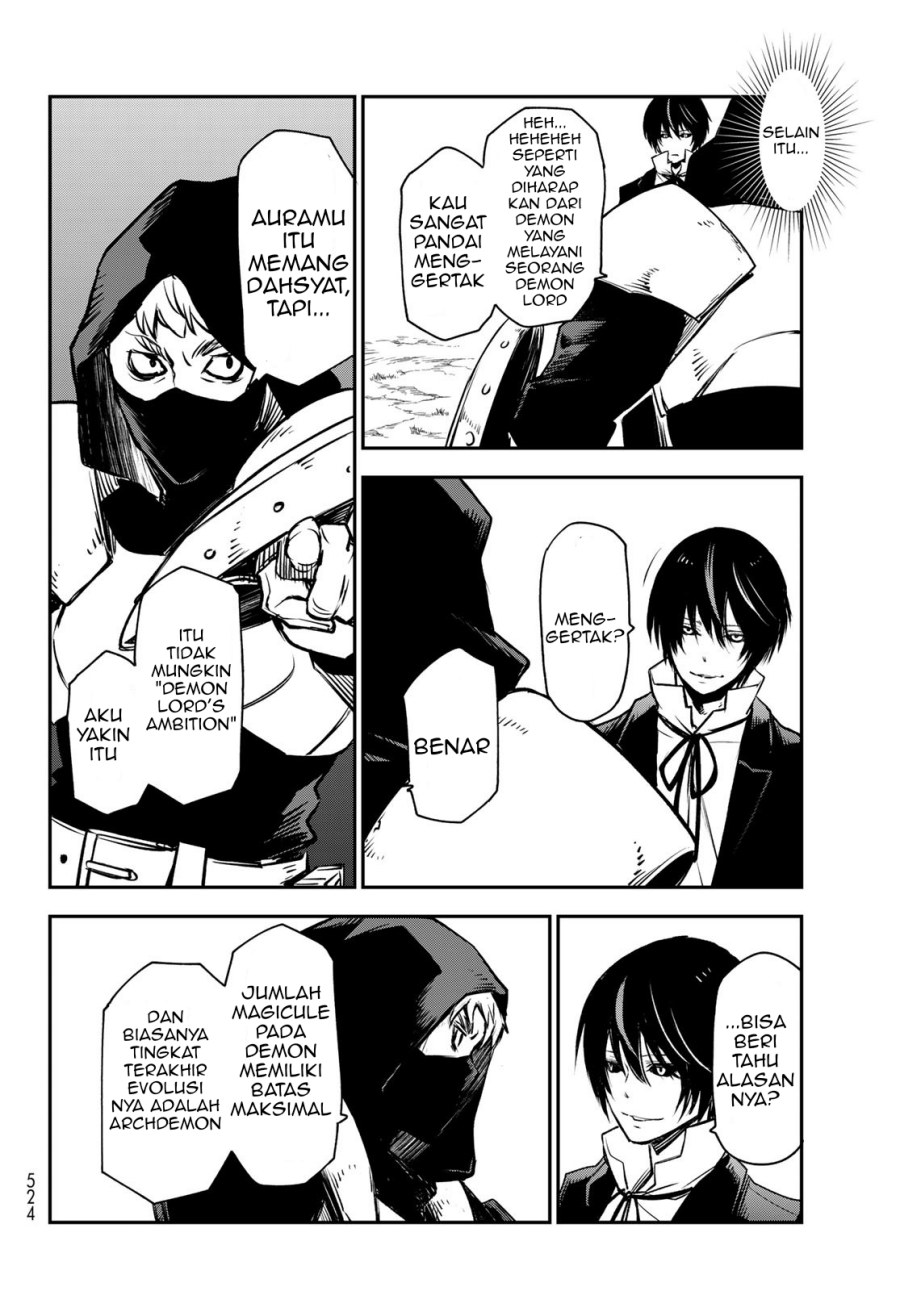 SELAIN
ITU...
HEH...
HEHEHEH
SEPERTI
YANG
DIHARAP
KAN DARI
DEMON
YANG
MELAYANI
SEORANG
DEMON
LORD
KAU
SANGAT
PANDAI
MENG-
GERTAK
MENG-
GERTAK?
BENAR
AURAMU
ITU
MEMANG
DAHSYAT,
TAPI...
ITU
TIDAK
MUNGKIN
"DEMON
LORD'S
AMBITION"
AKU
YAKIN
ITU
...BISA
BERI
TAHU
ALASAN
NYA?
JUMLAH
MAGICULE
PADA
DEMON
MEMILIKI
BATAS
MAKSIMAL
DAN
BIASANYA
TINGKAT
TERAKHIR
EVOLUSI
NYA ADALAH
ARCHDEMON
524